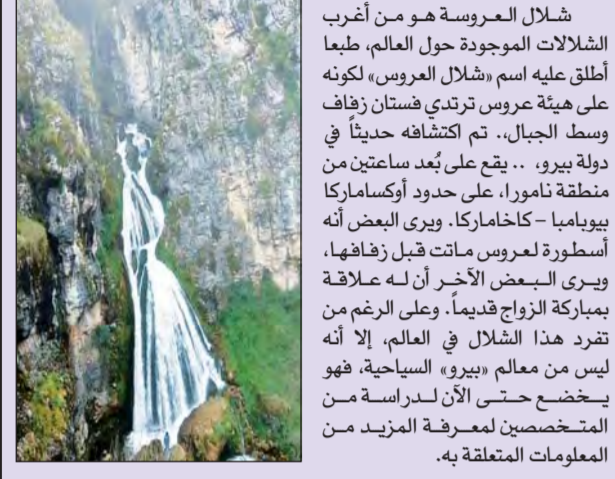 شلال العروسة هو من أغرب
الشلالات الموجودة حول العالم، طبعا
أطلق عليه اسم «شلال العروس» لكونه
على هيئة عروس ترتدي فستان زفاف
وسط الجبال،. تم اكتشافه حديثاً في
دولة بيرو، .. يقع على بُعد ساعتين من
منطقة نامورا، على حدود أوكساماركا
بيوبامبا – كاخاماركا. ويرى البعض أنه
أسطورة لعروس ماتت قبل زفافها،
ويرى البعض الآخر أن له علاقة
بمباركة الزواج قديماً. وعلى الرغم من
تفرد هذا الشلال في العالم، إلا أنه
ليس من معالم «بيرو» السياحية، فهو
يخضع حتى الآن لدراسة من
المتخصصين لمعرفة المزيد من
المعلومات المتعلقة به.